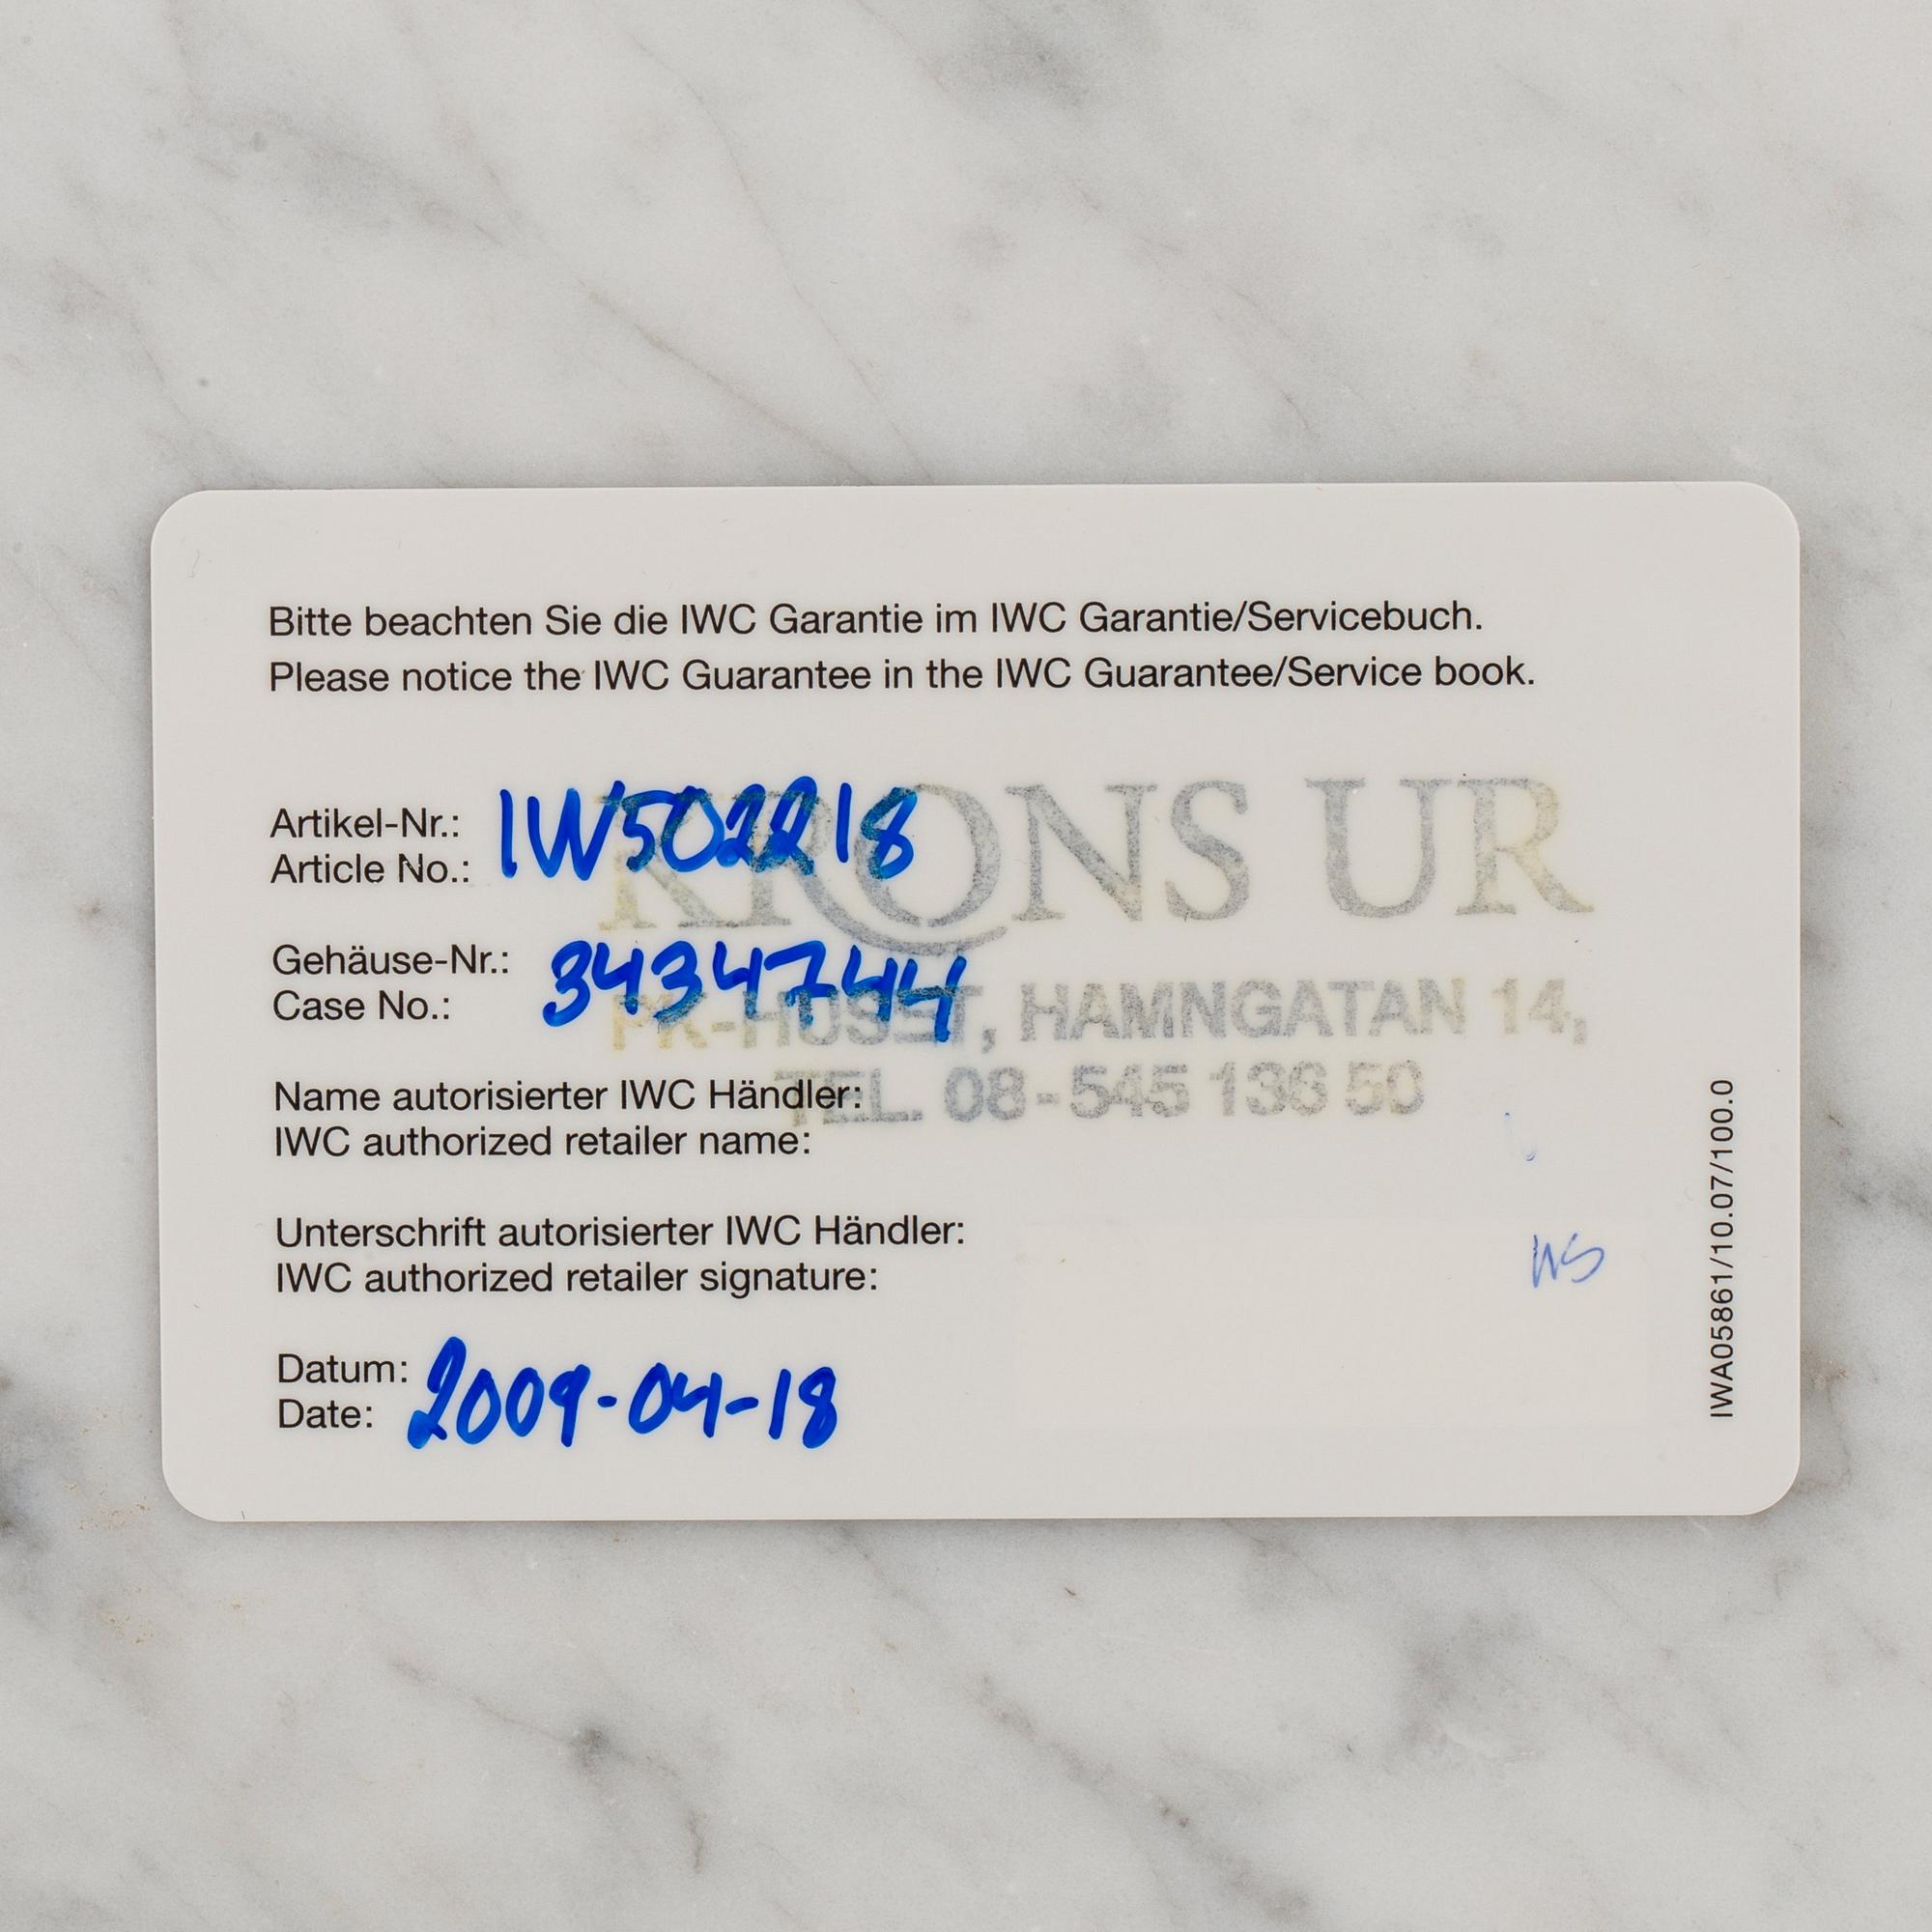 Bitte beachten Sie die IWC Garantie im IWC Garantie/Servicebuch.
Please notice the IWC Guarantee in the IWC Guarantee/Service book.
KRONS UR
Artikel-Nr.:
Article No.: IW502218
PK-HUSET, HAMNGATAN 14,
Gehäuse-Nr.:
Case No.: 3434744
TEL. 08-545 136 50
Name autorisierter IWC Händler:
IWC authorized retailer name:
Unterschrift autorisierter IWC Händler:
IWC authorized retailer signature:
Datum:
Date: 2009-04-18
IWA05861/10.07/100.0